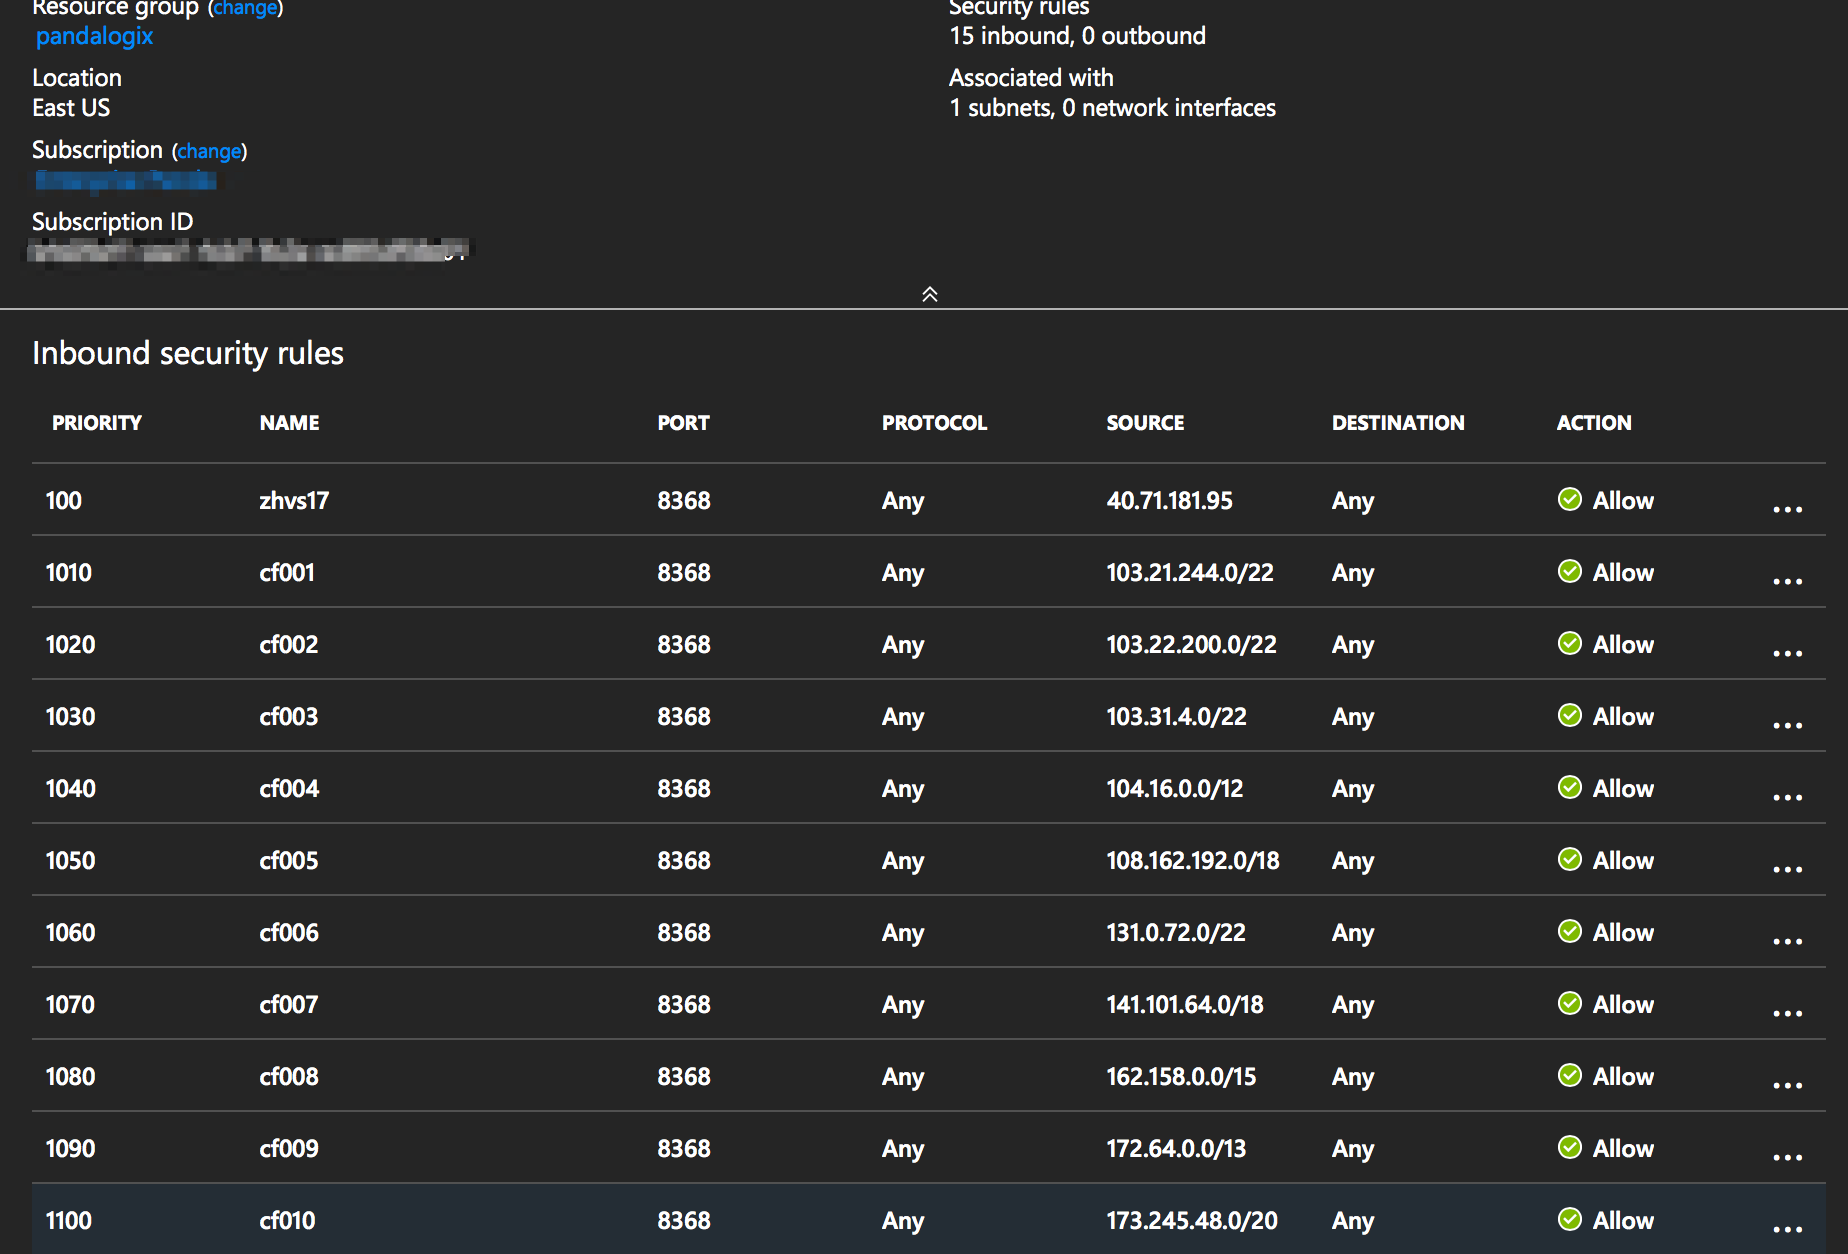 Resource group (change)
pandalogix
Location
East US
Subscription (change)
Subscription ID
Security rules
15 inbound, 0 outbound
Associated with
1 subnets, 0 network interfaces
Inbound security rules
PRIORITY NAME PORT PROTOCOL SOURCE DESTINATION ACTION
100 zhvs17 8368 Any 40.71.181.95 Any Allow ...
1010 cf001 8368 Any 103.21.244.0/22 Any Allow ...
1020 cf002 8368 Any 103.22.200.0/22 Any Allow ...
1030 cf003 8368 Any 103.31.4.0/22 Any Allow ...
1040 cf004 8368 Any 104.16.0.0/12 Any Allow ...
1050 cf005 8368 Any 108.162.192.0/18 Any Allow ...
1060 cf006 8368 Any 131.0.72.0/22 Any Allow ...
1070 cf007 8368 Any 141.101.64.0/18 Any Allow ...
1080 cf008 8368 Any 162.158.0.0/15 Any Allow ...
1090 cf009 8368 Any 172.64.0.0/13 Any Allow ...
1100 cf010 8368 Any 173.245.48.0/20 Any Allow ...